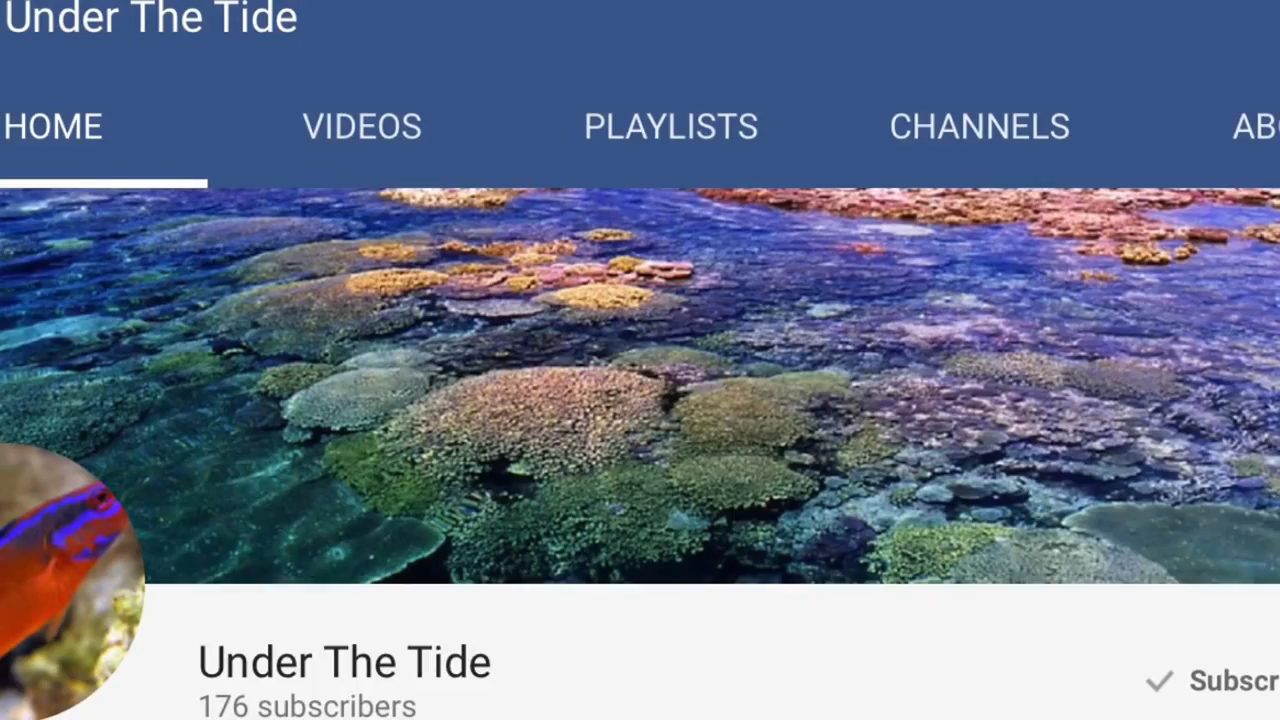 Under The Tide
HOME VIDEOS PLAYLISTS CHANNELS
Under The Tide
176 subscribers